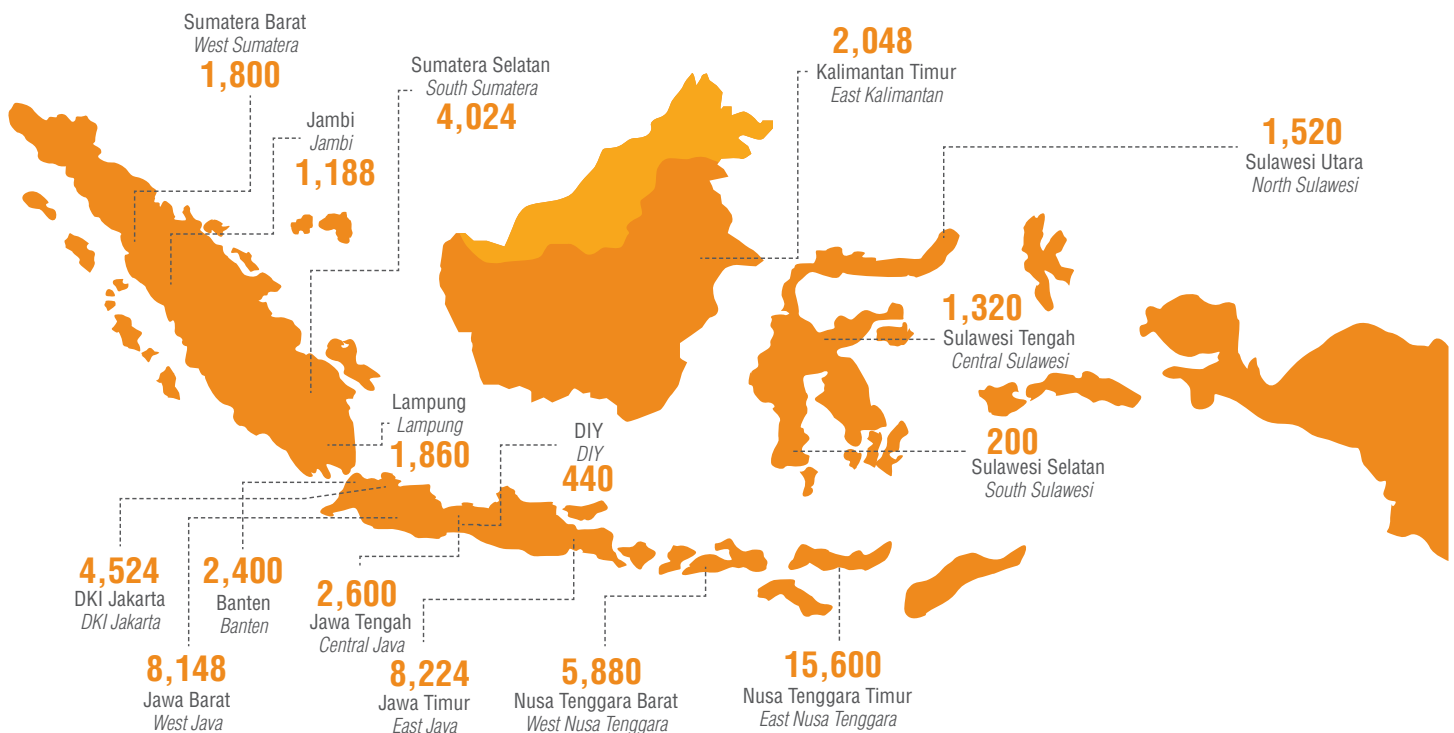 Sumatera Barat
West Sumatera
1,800
Sumatera Selatan
South Sumatera
4,024
Jambi
Jambi
1,188
2,048
Kalimantan Timur
East Kalimantan
1,520
Sulawesi Utara
North Sulawesi
1,320
Sulawesi Tengah
Central Sulawesi
Lampung
Lampung
1,860
DIY
DIY
440
200
Sulawesi Selatan
South Sulawesi
4,524
DKI Jakarta
DKI Jakarta
2,400
Banten
Banten
2,600
Jawa Tengah
Central Java
8,148
Jawa Barat
West Java
8,224
Jawa Timur
East Java
5,880
Nusa Tenggara Barat
West Nusa Tenggara
15,600
Nusa Tenggara Timur
East Nusa Tenggara